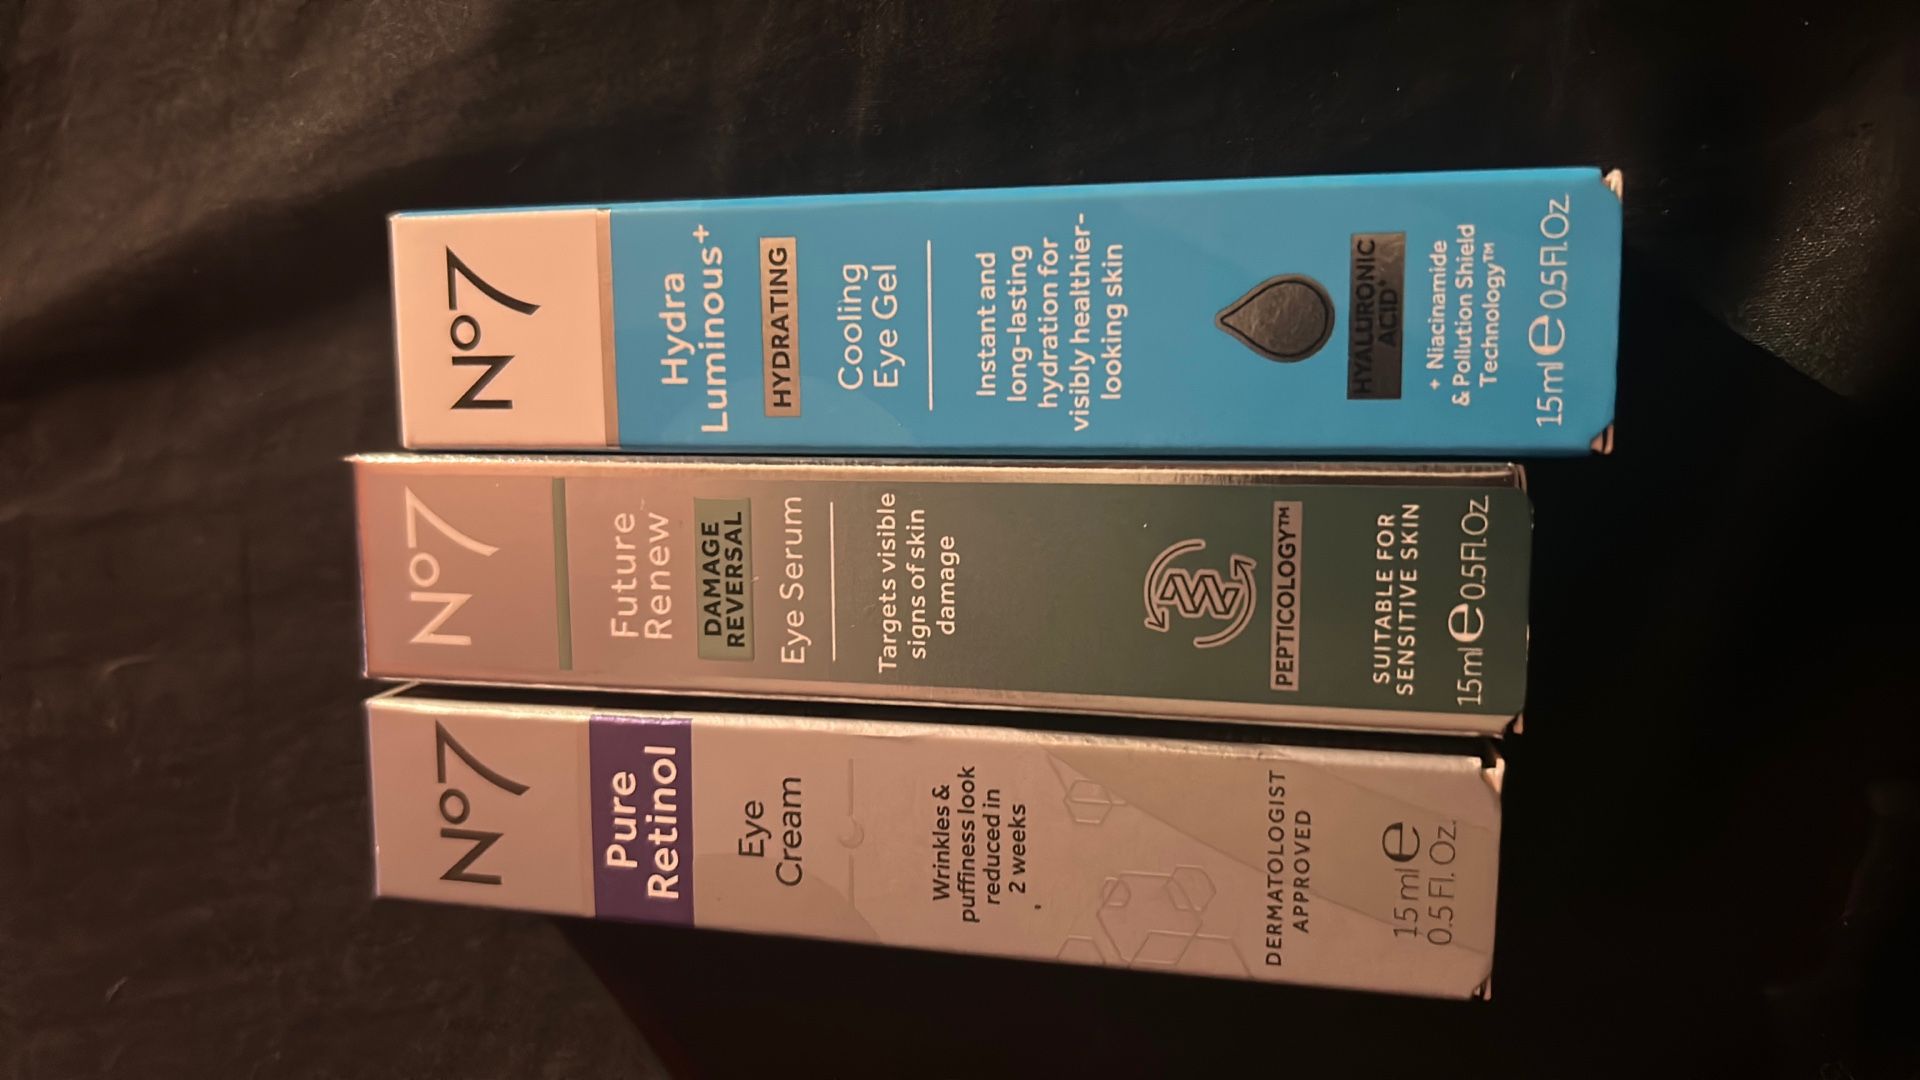 No7
Pure
Retinol
Eye
Cream
Wrinkles &
puffiness look
reduced in
2 weeks
DERMATOLOGIST
APPROVED
15ml e
0.5 Fl. Oz.
No7
Future
Renew™
DAMAGE
REVERSAL
Eye Serum
Targets visible
signs of skin
damage
PEPTICOLOGY™
SUITABLE FOR
SENSITIVE SKIN
15ml e 0.5Fl.Oz
No7
Hydra
Luminous+
HYDRATING
Cooling
Eye Gel
Instant and
long-lasting
hydration for
visibly healthier-
looking skin
HYALURONIC
ACID+
+ Niacinamide
& Pollution Shield
Technology™
15ml e 0.5Fl.Oz